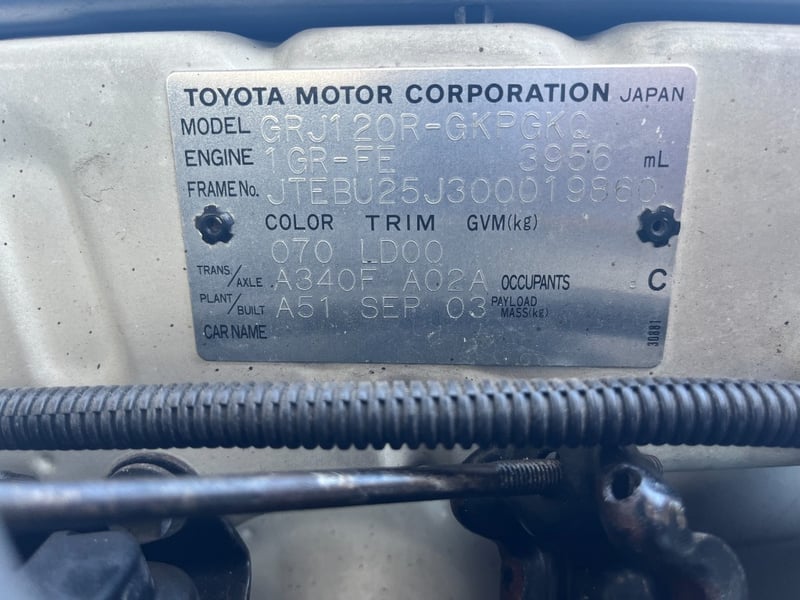 TOYOTA MOTOR CORPORATION JAPAN
MODEL GRJ120R-GKPGKQ
ENGINE 1GR-FE 3956 mL
FRAME No. JTEBU25J300019860
COLOR TRIM GVM(kg)
070 LD00
TRANS/AXLE A340F A02A OCCUPANTS C
PLANT/BUILT A51 SEP 03 PAYLOAD MASS(kg)
CAR NAME
30881